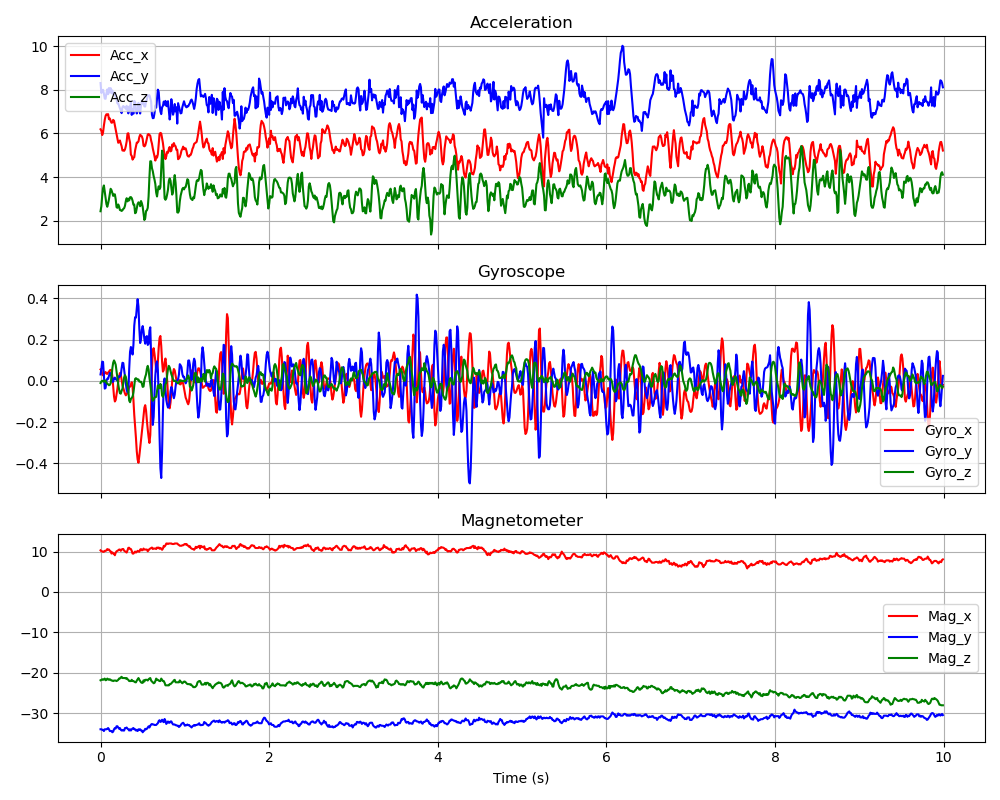 Acceleration
10
8
6
4
2
Acc_x
Acc_y
Acc_z
Gyroscope
0.4
0.2
0.0
−0.2
−0.4
Gyro_x
Gyro_y
Gyro_z
Magnetometer
10
0
−10
−20
−30
Mag_x
Mag_y
Mag_z
0 2 4 6 8 10
Time (s)